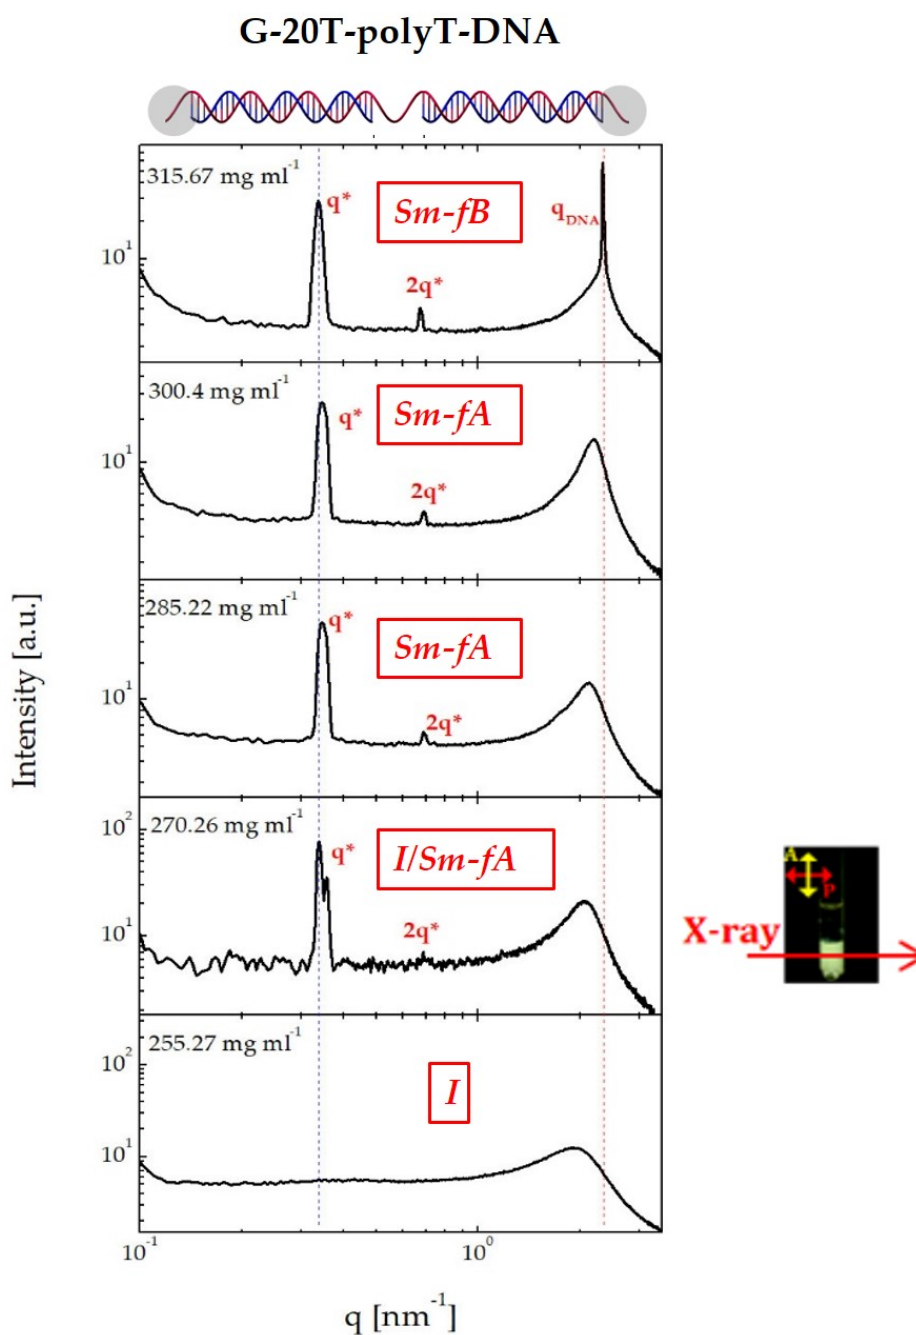 G-20T-polyT-DNA
315.67 mg ml⁻¹
q*
Sm-fB
q_DNA
10¹
2q*
300.4 mg ml⁻¹
q*
Sm-fA
10¹
2q*
285.22 mg ml⁻¹
q*
Sm-fA
10¹
2q*
10²
270.26 mg ml⁻¹
q*
I/Sm-fA
10¹
2q*
A
P
X-ray
255.27 mg ml⁻¹
10²
I
10¹
10⁻¹
10⁰
Intensity [a.u.]
q [nm⁻¹]